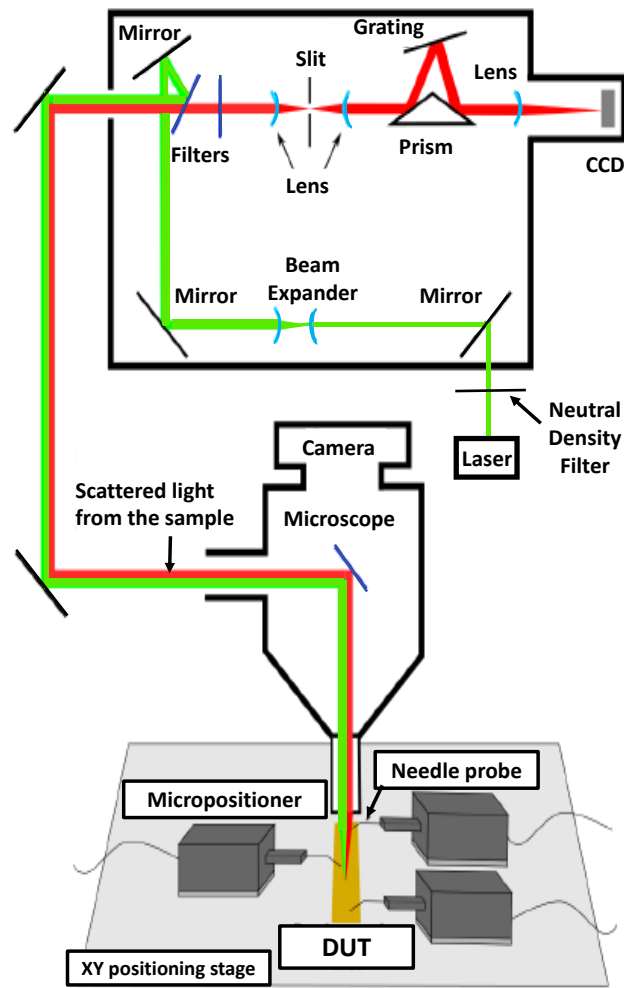 Grating
Mirror
Slit
Lens
Filters
Prism
CCD
Lens
Beam
Expander
Mirror
Mirror
Neutral
Density
Filter
Laser
Camera
Scattered light
from the sample
Microscope
Needle probe
Micropositioner
DUT
XY positioning stage